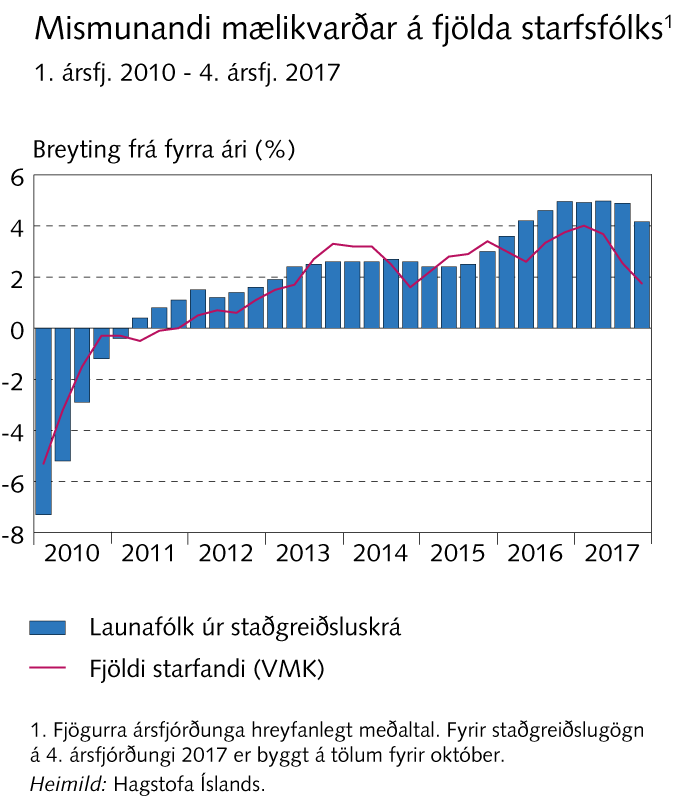 Mismunandi mælikvarðar á fjölda starfsfólks¹
1. ársfj. 2010 - 4. ársfj. 2017
Breyting frá fyrra ári (%)
6
4
2
0
-2
-4
-6
-8
2010 2011 2012 2013 2014 2015 2016 2017
Launafólk úr staðgreiðsluskrá
Fjöldi starfandi (VMK)
1. Fjögurra ársfjórðunga hreyfanlegt meðaltal. Fyrir staðgreiðslugögn
á 4. ársfjórðungi 2017 er byggt á tölum fyrir október.
Heimild: Hagstofa Íslands.